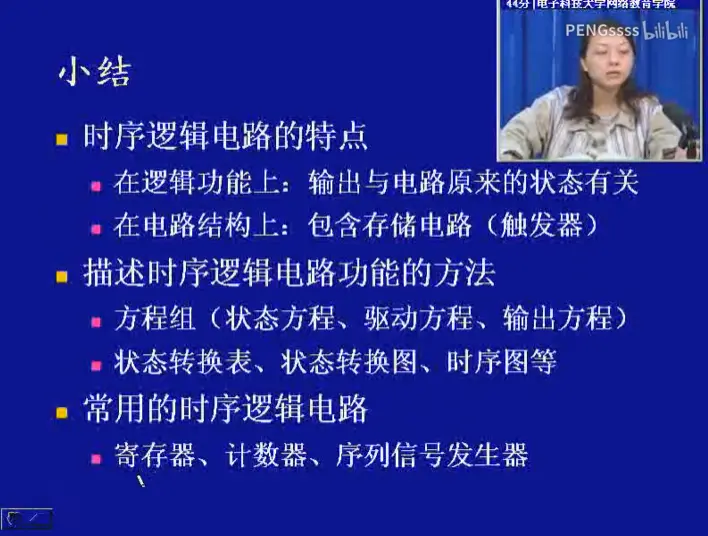 44分|电子科技大学网络教育学院
PENGssss bilibili
小结
时序逻辑电路的特点
在逻辑功能上：输出与电路原来的状态有关
在电路结构上：包含存储电路（触发器）
描述时序逻辑电路功能的方法
方程组（状态方程、驱动方程、输出方程）
状态转换表、状态转换图、时序图等
常用的时序逻辑电路
寄存器、计数器、序列信号发生器